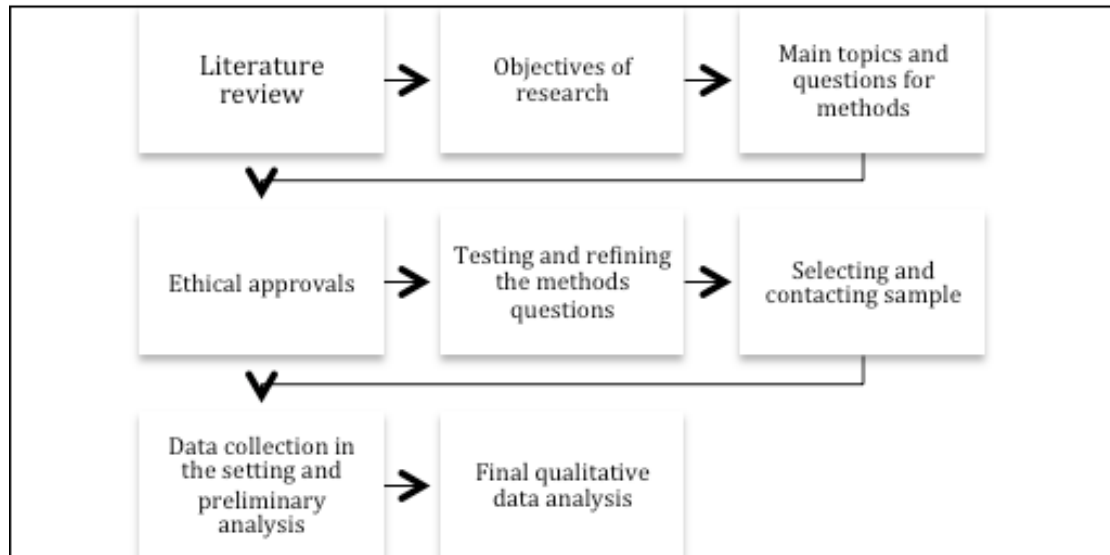 Literature
review
Objectives of
research
Main topics and
questions for
methods
Ethical approvals
Testing and refining
the methods
questions
Selecting and
contacting sample
Data collection in
the setting and
preliminary
analysis
Final qualitative
data analysis